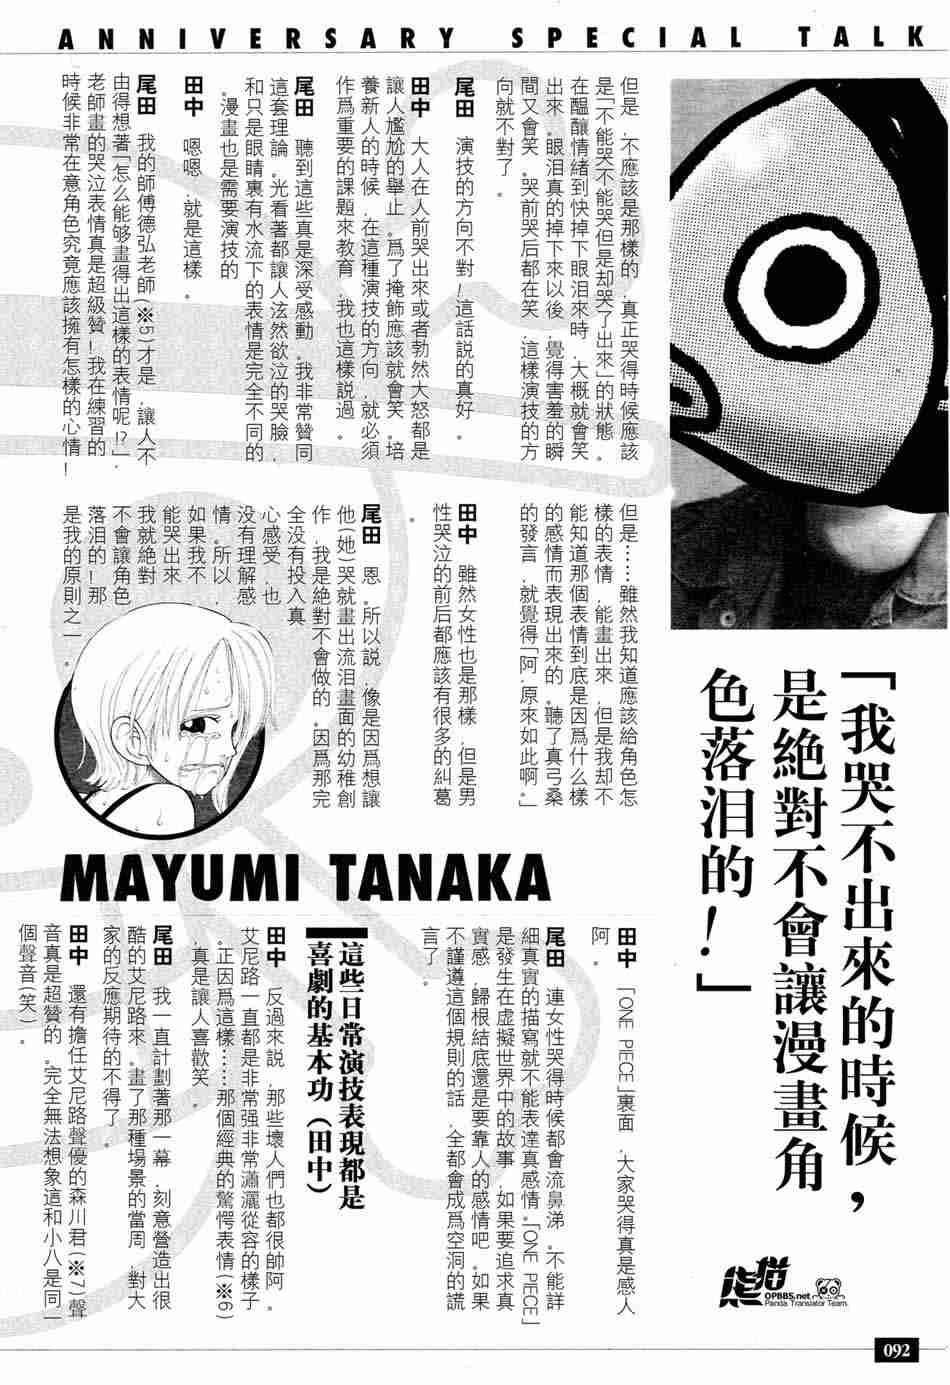 ANNIVERSARY SPECIAL TALK
但是，不應該是那樣的，真正哭得時候應該
是「不能哭不能哭但是却哭了出來」的狀態。
在醞釀情緒到快掉下眼泪來時，大概就會笑
出來。眼泪真的掉下來以後，覺得害羞的瞬
間又會笑。哭前哭后都在笑，這樣演技的方
向就不對了。
尾田　演技的方向不對！這話說的真好。
田中　大人在人前哭出來或者勃然大怒都是
讓人尷尬的舉止。爲了掩飾應該就會笑。培
養新人的時候，在這種演技的方向，就必須
作爲重要的課題來教育，我也這樣説過。
尾田　聽到這些真是深受感動。我非常贊同
這套理論。光看著都讓人泫然欲泣的哭臉
和只是眼睛裏有水流下的表情是完全不同的
。漫畫也是需要演技的
田中　嗯嗯，就是這樣。
尾田　我的師傅德弘老師（※5）才是，讓人不
由得想著「怎么能够畫得出這樣的表情呢！？」.
老師畫的哭泣表情真是超級贊！我在練習的
時候非常在意角色究竟應該擁有怎樣的心情！
但是……雖然我知道應該給角色怎
樣的表情，能畫出來，但是我却不
能知道那個表情到底是因爲什么樣
的感情而表現出來的。聽了真弓桑
的發言，就覺得「阿，原來如此啊。」
田中　雖然女性也是那樣，但是男
性哭泣的前后都應該有很多的糾葛
。
尾田　恩。所以説，像是因爲想讓
他（她）哭就畫出流泪畫面的幼稚創
作，我是絕對不會做的。因爲那完
全没有投入真
心感受，也
没有理解感
情。所以，
如果我不
能哭出來
我就絕對
不會讓角色
落泪的！那
是我的原則之一。
「我哭不出來的時候，
是絕對不會讓漫畫角
色落泪的！」
MAYUMI TANAKA
田中　「ONE PIECE」裏面，大家哭得真是感人
阿。
尾田　連女性哭得時候都會流鼻涕。不能詳
細真實的描寫就不能表達真感情。「ONE PIECE」
是發生在虛擬世界中的故事，如果要追求真
實感，歸根結底還是要靠人的感情吧。如果
不謹遵這個規則的話，全都會成爲空洞的謊
言了。
這些日常演技表現都是
喜劇的基本功（田中）
田中　反過來説，那些壞人們也都很帥阿。
艾尼路一直都是非常强非常瀟灑從容的樣子
。正因爲這樣……那個經典的驚愕表情（※6）
，真是讓人喜歡笑。
尾田　我一直計劃著那一幕，刻意營造出很
酷的艾尼路來。畫了那種場景的當周，對大
家的反應期待的不得了。
田中　還有擔任艾尼路聲優的森川君（※7）聲
音真是超贊的。完全無法想象這和小八是同一
個聲音（笑）。
熊猫
OPBBS.net
Panda Translator Team.
092